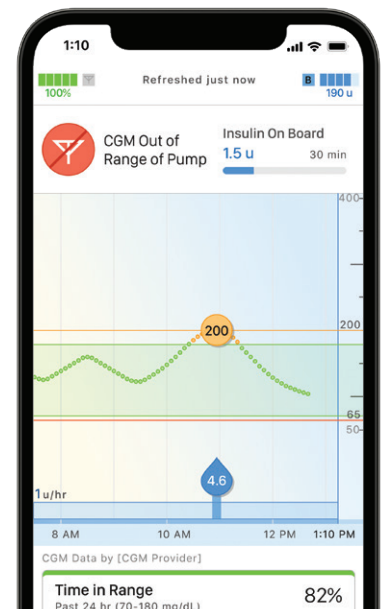 1:10
Refreshed just now
B
100%
190 u
CGM Out of
Range of Pump
Insulin On Board
1.5 u
30 min
400
200
200
65
50
4.6
1u/hr
8 AM
10 AM
12 PM
1:10 PM
CGM Data by [CGM Provider]
Time in Range
82%
Past 24 hr (70-180 mg/dL)